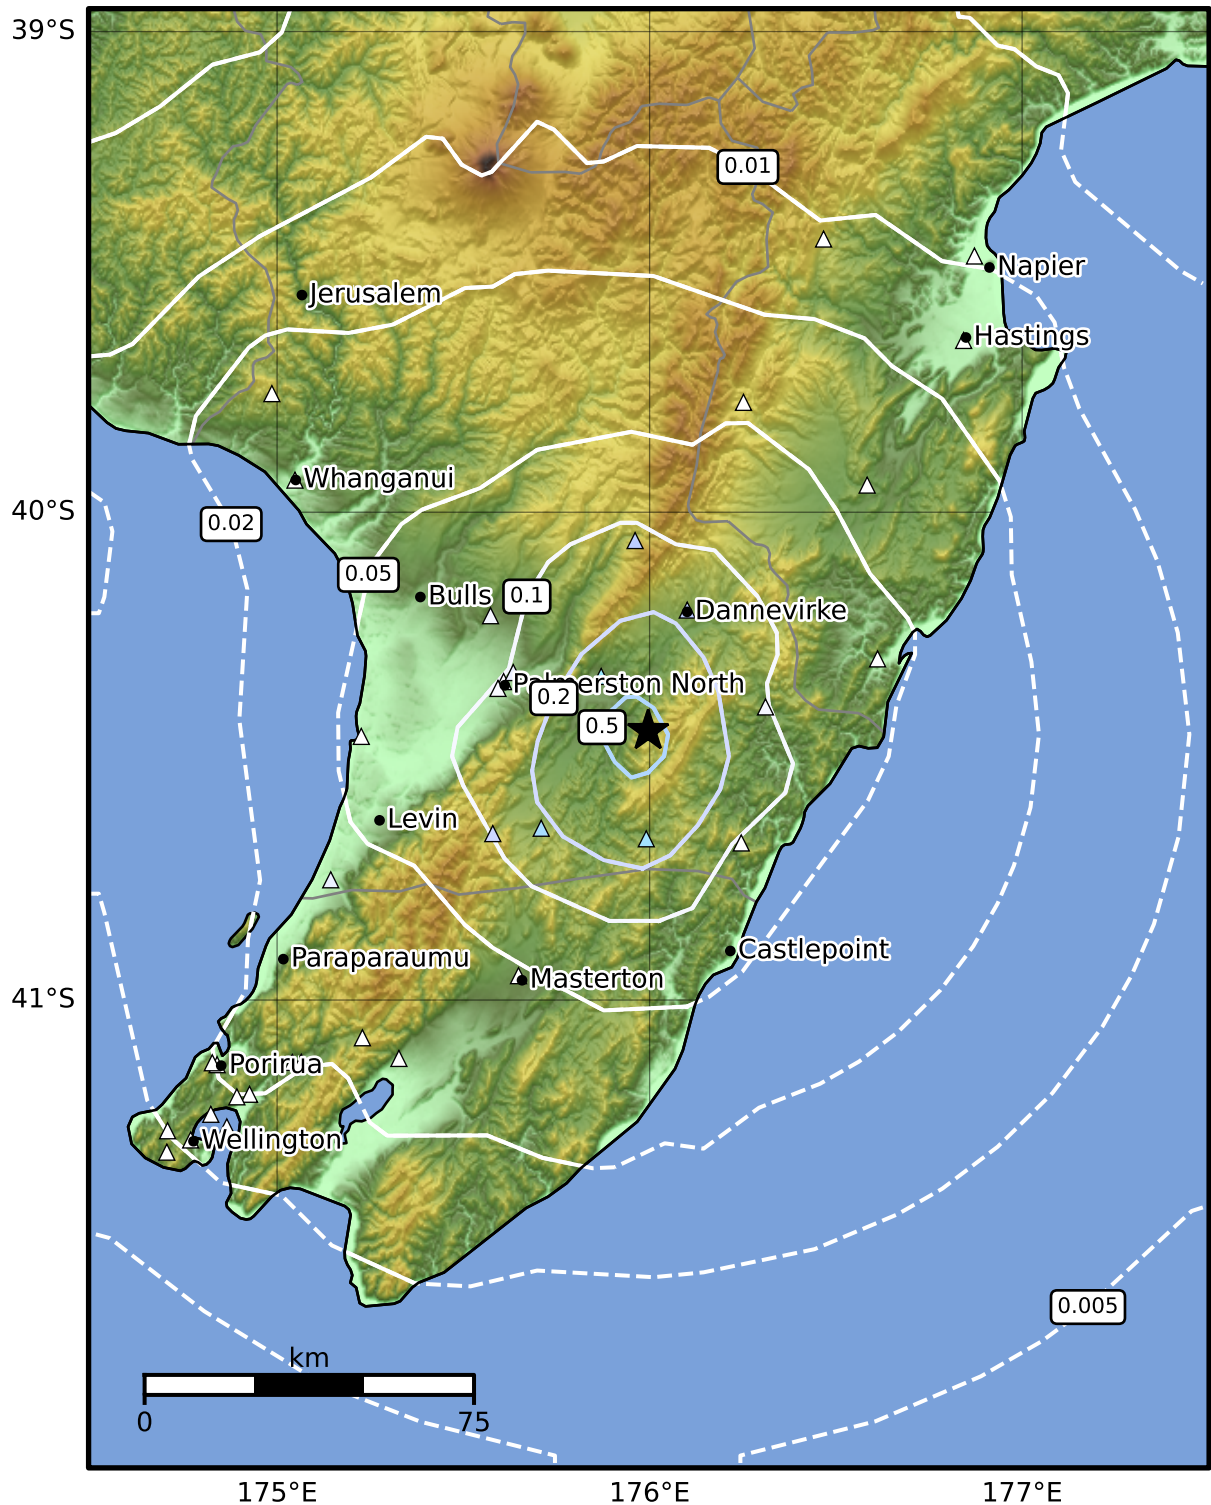 39°S
0.01
Napier
Jerusalem
Hastings
Whanganui
40°S
0.02
0.05
Bulls
0.1
Dannevirke
Palmerston North
0.2
0.5
Levin
Castlepoint
Paraparaumu
Masterton
41°S
Porirua
Wellington
0.005
km
0
75
175°E
176°E
177°E